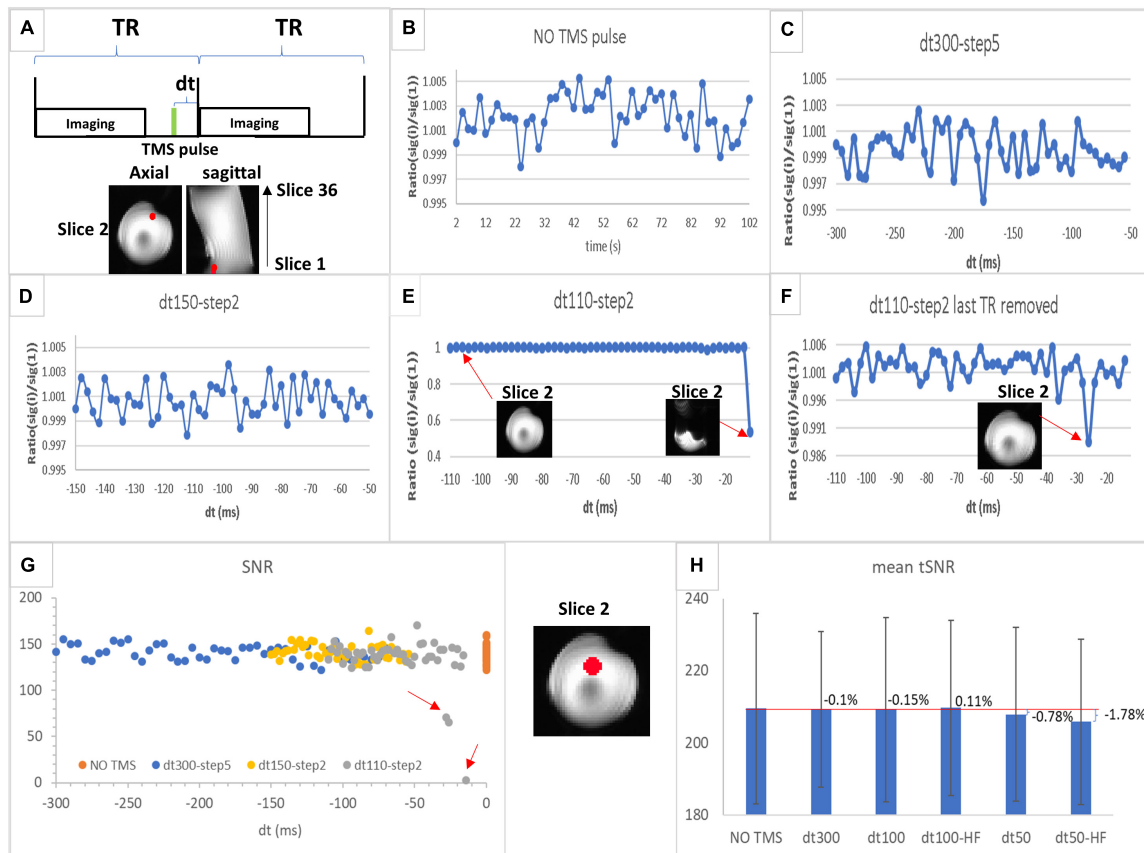 A
TR TR
dt
Imaging Imaging
TMS pulse
Axial sagittal
Slice 36
Slice 2
Slice 1
B
NO TMS pulse
Ratio(sig(i)/sig(1))
1.005
1.003
1.001
0.999
0.997
0.995
2 12 22 32 42 52 62 72 82 92 102
time (s)
C
dt300-step5
Ratio(sig(i)/sig(1))
1.005
1.003
1.001
0.999
0.997
0.995
-300 -250 -200 -150 -100 -50
dt (ms)
D
dt150-step2
Ratio(sig(i)/sig(1))
1.005
1.003
1.001
0.999
0.997
0.995
-150 -140 -130 -120 -110 -100 -90 -80 -70 -60 -50
dt (ms)
E
dt110-step2
Ratio (sig(i)/sig(1))
1
0.8
0.6
0.4
Slice 2 Slice 2
-110 -100 -90 -80 -70 -60 -50 -40 -30 -20
dt (ms)
F
dt110-step2 last TR removed
Ratio (sig(i)/sig(1))
1.006
1.001
0.996
0.991
0.986
Slice 2
-110 -100 -90 -80 -70 -60 -50 -40 -30 -20
dt (ms)
G
SNR
200
150
100
50
0
NO TMS dt300-step5 dt150-step2 dt110-step2
-300 -250 -200 -150 -100 -50 0
dt (ms)
Slice 2
H
mean tSNR
240
220
200
180
-0.1% -0.15% 0.11% -0.78% -1.78%
NO TMS dt300 dt100 dt100-HF dt50 dt50-HF